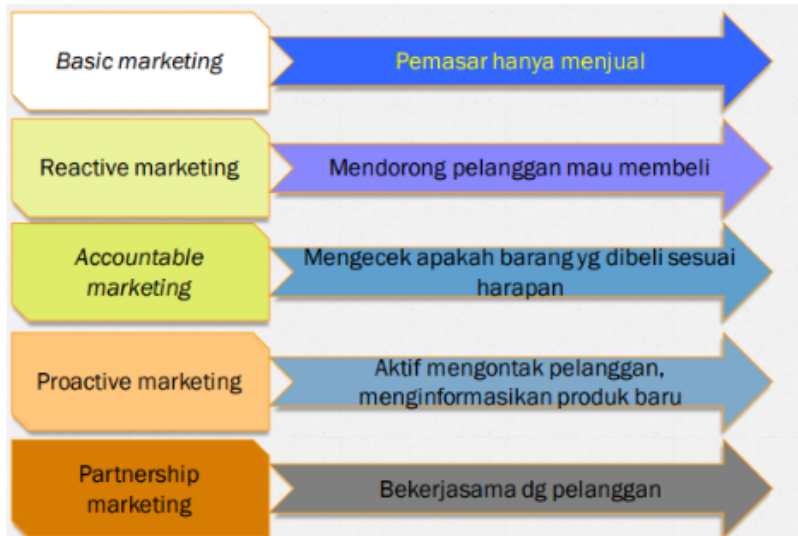 Basic marketing
Pemasar hanya menjual
Reactive marketing
Mendorong pelanggan mau membeli
Accountable
marketing
Mengecek apakah barang yg dibeli sesuai
harapan
Proactive marketing
Aktif mengontak pelanggan,
menginformasikan produk baru
Partnership
marketing
Bekerjasama dg pelanggan